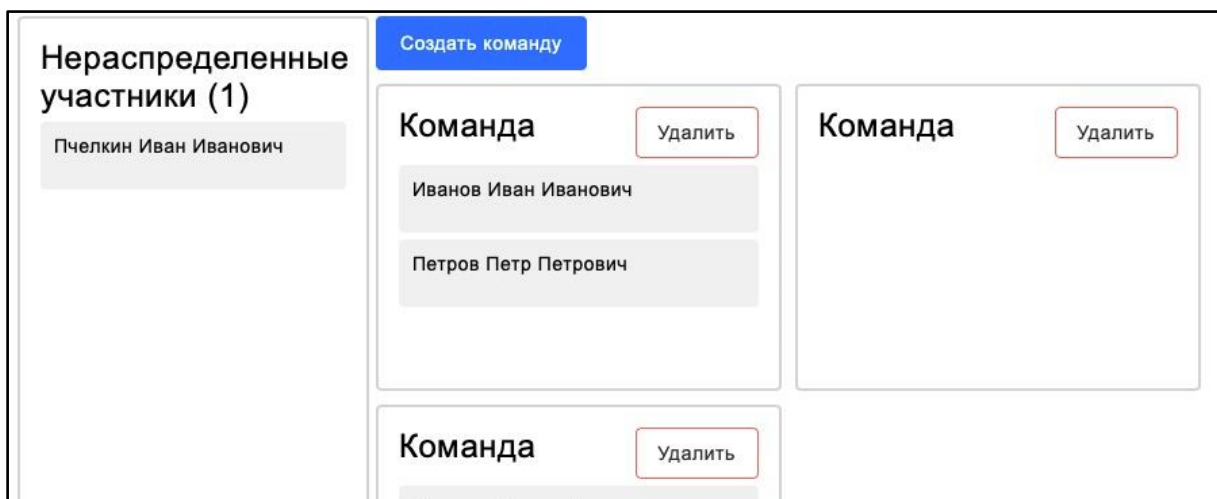 Нераспределенные
участники (1)
Пчелкин Иван Иванович
Создать команду
Команда
Удалить
Иванов Иван Иванович
Петров Петр Петрович
Команда
Удалить
Команда
Удалить